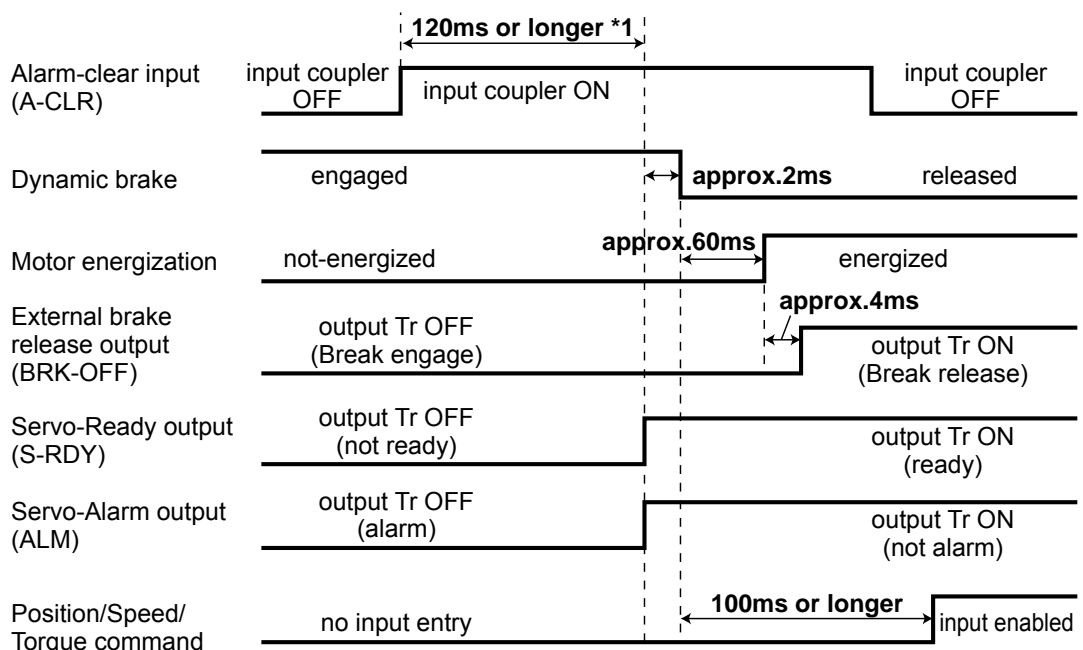 120ms or longer *1
Alarm-clear input
(A-CLR)
input coupler
OFF
input coupler ON
input coupler
OFF
Dynamic brake
engaged
approx.2ms
released
Motor energization
not-energized
approx.60ms
energized
approx.4ms
External brake
release output
(BRK-OFF)
output Tr OFF
(Break engage)
output Tr ON
(Break release)
Servo-Ready output
(S-RDY)
output Tr OFF
(not ready)
output Tr ON
(ready)
Servo-Alarm output
(ALM)
output Tr OFF
(alarm)
output Tr ON
(not alarm)
Position/Speed/
Torque command
no input entry
100ms or longer
input enabled